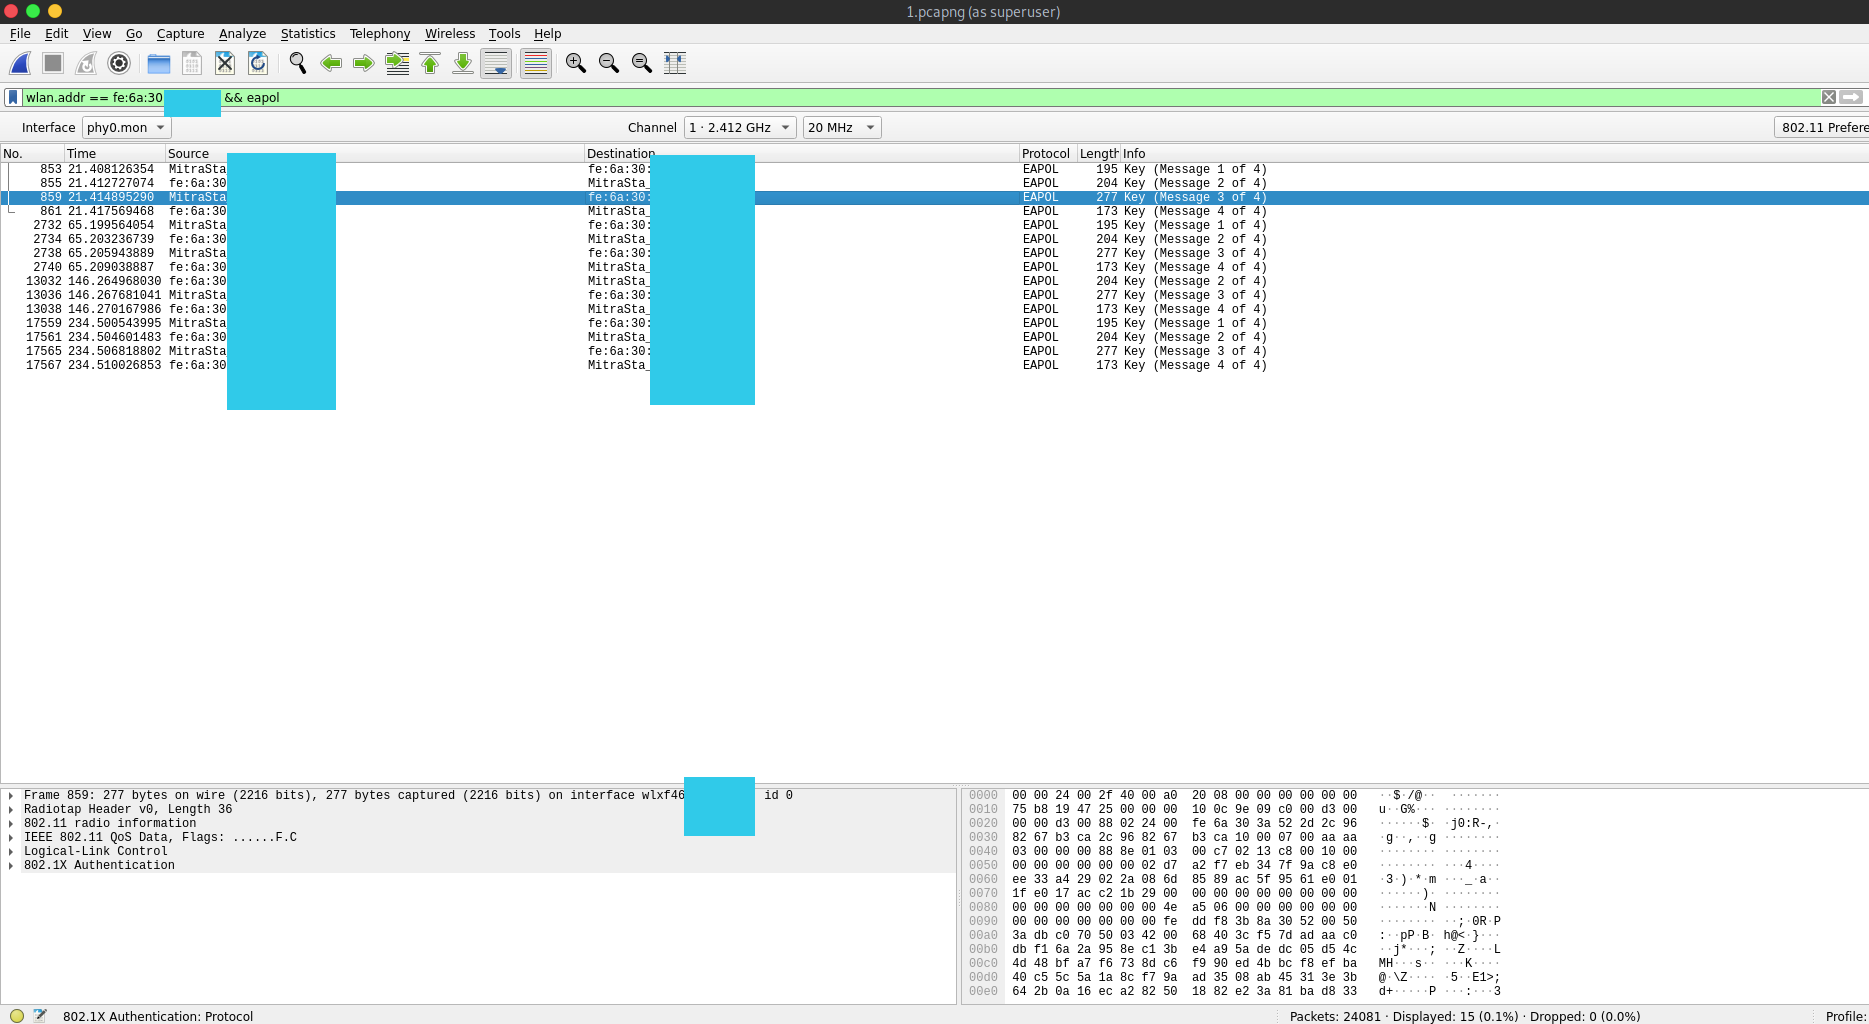 1.pcapng (as superuser)
File Edit View Go Capture Analyze Statistics Telephony Wireless Tools Help
wlan.addr == fe:6a:30 && eapol
Interface phy0.mon Channel 1 · 2.412 GHz 20 MHz 802.11 Prefere
No. Time Source Destination Protocol Length Info
853 21.408126354 MitraSta fe:6a:30: EAPOL 195 Key (Message 1 of 4)
855 21.412727074 fe:6a:30 MitraSta_ EAPOL 204 Key (Message 2 of 4)
859 21.414895290 MitraSta fe:6a:30: EAPOL 277 Key (Message 3 of 4)
861 21.417569468 fe:6a:30 MitraSta_ EAPOL 173 Key (Message 4 of 4)
2732 65.199564054 MitraSta fe:6a:30: EAPOL 195 Key (Message 1 of 4)
2734 65.203236739 fe:6a:30 MitraSta_ EAPOL 204 Key (Message 2 of 4)
2738 65.205943889 MitraSta fe:6a:30: EAPOL 277 Key (Message 3 of 4)
2740 65.209038887 fe:6a:30 MitraSta_ EAPOL 173 Key (Message 4 of 4)
13032 146.264968030 fe:6a:30 MitraSta_ EAPOL 204 Key (Message 2 of 4)
13036 146.267681041 MitraSta fe:6a:30: EAPOL 277 Key (Message 3 of 4)
13038 146.270167986 fe:6a:30 MitraSta_ EAPOL 173 Key (Message 4 of 4)
17559 234.500543995 MitraSta fe:6a:30: EAPOL 195 Key (Message 1 of 4)
17561 234.504601483 fe:6a:30 MitraSta_ EAPOL 204 Key (Message 2 of 4)
17565 234.506818802 MitraSta fe:6a:30: EAPOL 277 Key (Message 3 of 4)
17567 234.510026853 fe:6a:30 MitraSta_ EAPOL 173 Key (Message 4 of 4)
Frame 859: 277 bytes on wire (2216 bits), 277 bytes captured (2216 bits) on interface wlxf46 id 0
Radiotap Header v0, Length 36
802.11 radio information
IEEE 802.11 QoS Data, Flags: ......F.C
Logical-Link Control
802.1X Authentication
0000 00 00 24 00 2f 40 00 a0 20 08 00 00 00 00 00 00 ··$·/@·· ·······
0010 75 b8 19 47 25 00 00 00 10 0c 9e 09 c0 00 d3 00 u··G%··· ········
0020 00 00 d3 00 88 02 24 00 fe 6a 30 3a 52 2d 2c 96 ······$· ·j0:R-,·
0030 82 67 b3 ca 2c 96 82 67 b3 ca 10 00 07 00 aa aa ·g··,··g ········
0040 03 00 00 00 88 8e 01 03 00 c7 02 13 c8 00 10 00 ········ ········
0050 00 00 00 00 00 00 02 d7 a2 f7 eb 34 7f 9a c8 e0 ········ ···4····
0060 ee 33 a4 29 02 2a 08 6d 85 89 ac 5f 95 61 e0 01 ·3·)·*·m ···_·a··
0070 1f e0 17 ac c2 1b 29 00 00 00 00 00 00 00 00 00 ······)· ········
0080 00 00 00 00 00 00 00 4e a5 06 00 00 00 00 00 00 ·······N ········
0090 00 00 00 00 00 00 00 fe dd f8 3b 8a 30 52 00 50 ········ ··;·0R·P
00a0 3a db c0 70 50 03 42 00 68 40 3c f5 7d ad aa c0 :··pP·B· h@<·}···
00b0 db f1 6a 2a 95 8e c1 3b e4 a9 5a de dc 05 d5 4c ··j*···; ··Z····L
00c0 4d 48 bf a7 f6 73 8d c6 f9 90 ed 4b bc f8 ef ba MH···s·· ···K····
00d0 40 c5 5c 5a 1a 8c f7 9a ad 35 08 ab 45 31 3e 3b @·\Z···· ·5··E1>;
00e0 64 2b 0a 16 ec a2 82 50 18 82 e2 3a 81 ba d8 33 d+·····P ···:···3
802.1X Authentication: Protocol Packets: 24081 · Displayed: 15 (0.1%) · Dropped: 0 (0.0%) Profile: